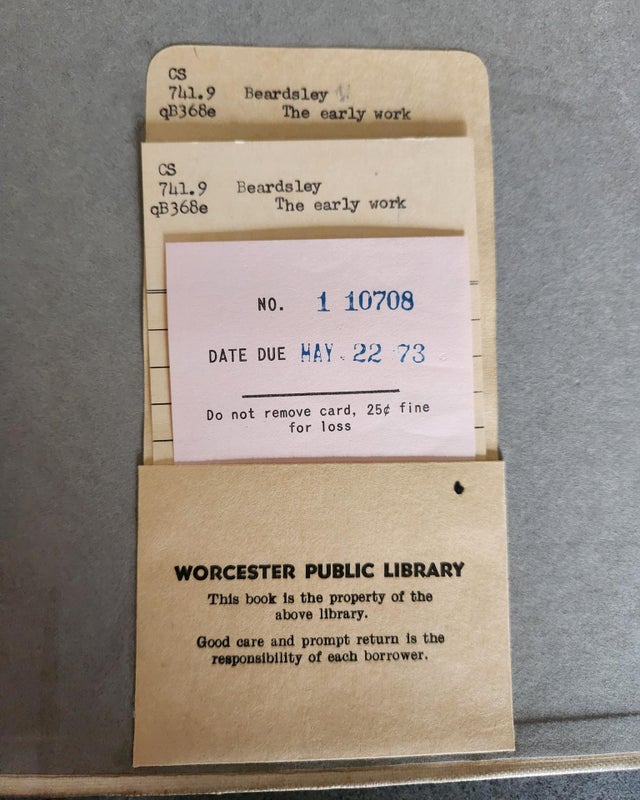 CS
741.9 Beardsley
qB368e The early work
CS
741.9 Beardsley
qB368e The early work
NO. 1 10708
DATE DUE MAY. 22 73
Do not remove card, 25¢ fine
for loss
WORCESTER PUBLIC LIBRARY
This book is the property of the
above library.
Good care and prompt return is the
responsibility of each borrower.